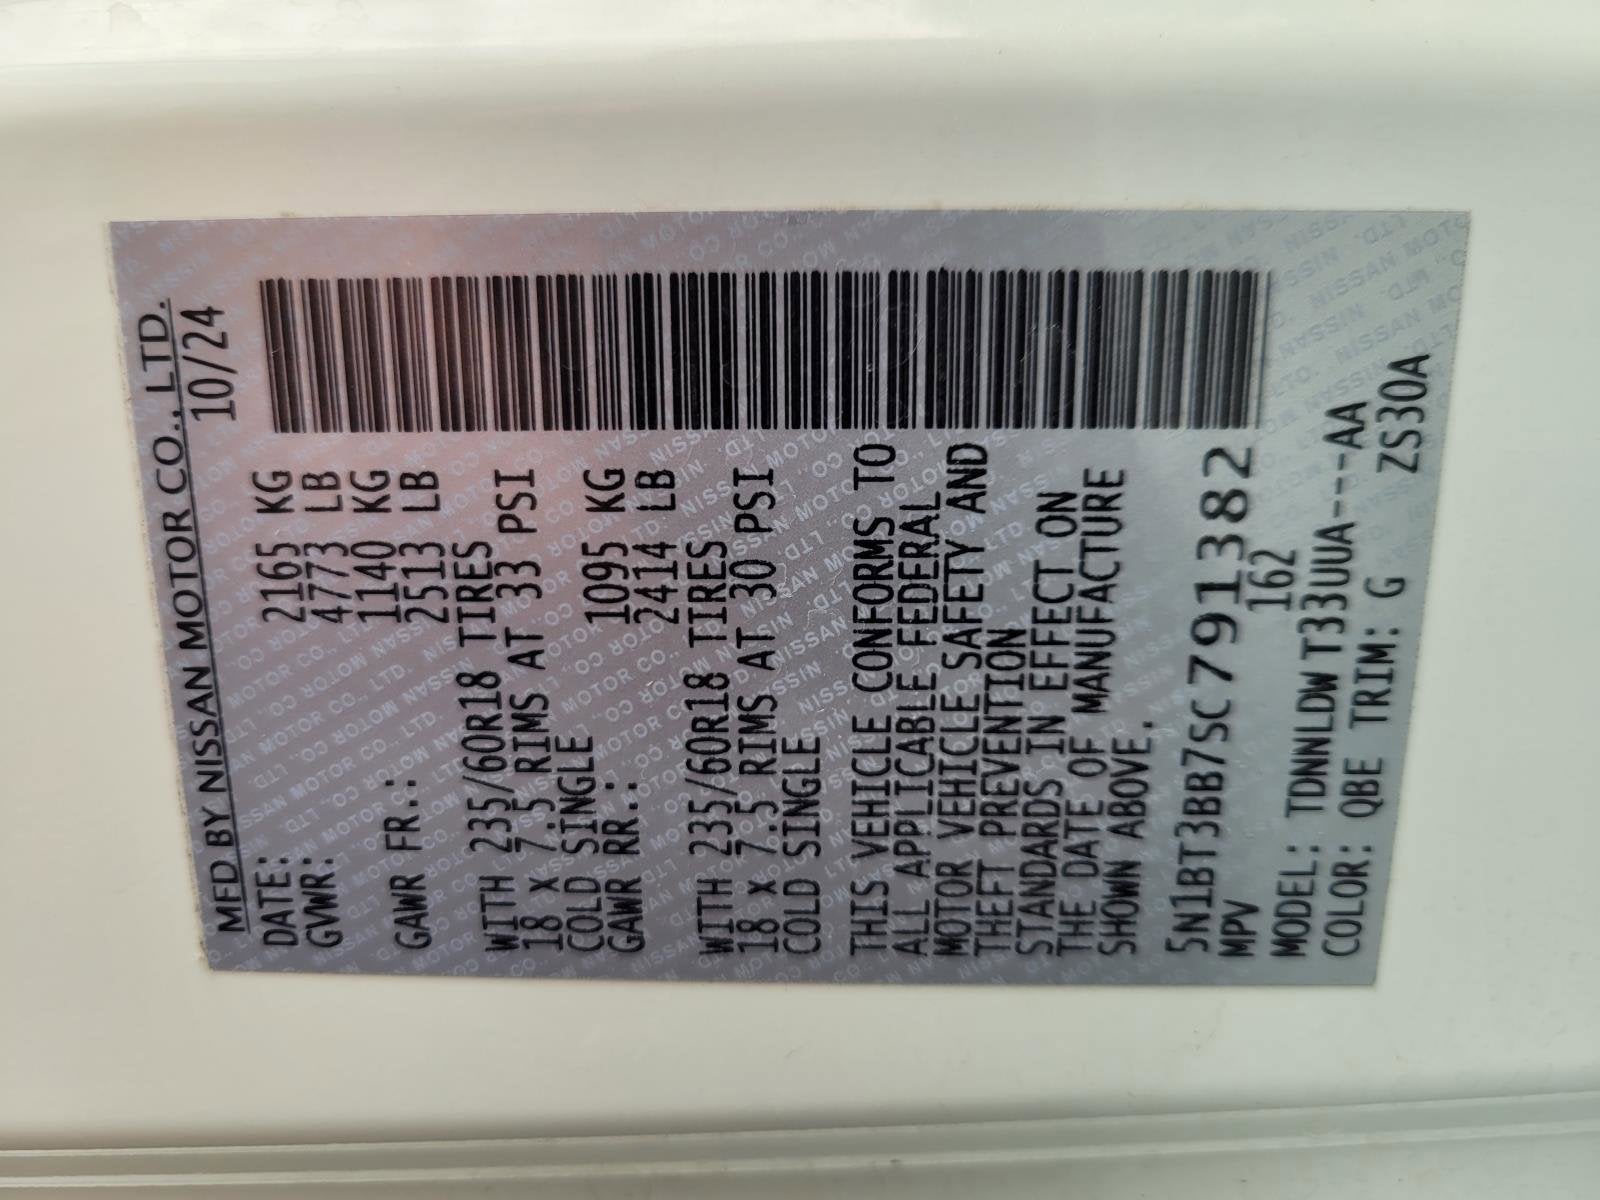 MFD BY NISSAN MOTOR CO., LTD.
DATE: 10/24
GVWR: 2165 KG
4773 LB
GAWR FR.: 1140 KG
2513 LB
WITH 235/60R18 TIRES
18 X 7.5 RIMS AT 33 PSI
COLD SINGLE
GAWR RR.: 1095 KG
2414 LB
WITH 235/60R18 TIRES
18 X 7.5 RIMS AT 30 PSI
COLD SINGLE
THIS VEHICLE CONFORMS TO
ALL APPLICABLE FEDERAL
MOTOR VEHICLE SAFETY AND
THEFT PREVENTION
STANDARDS IN EFFECT ON
THE DATE OF MANUFACTURE
SHOWN ABOVE.
5N1BT3BB7SC791382
MPV 162
MODEL: TDNNLDW T33UUA---AA
COLOR: QBE TRIM: G ZS30A